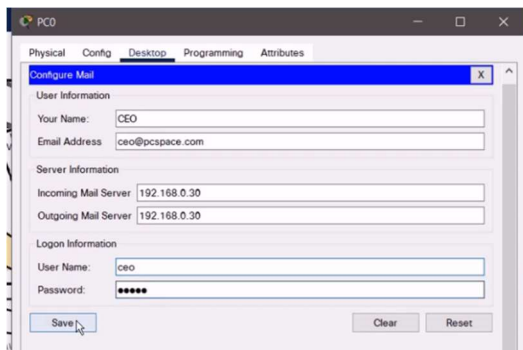 PC0
Physical Config Desktop Programming Attributes
Configure Mail X
User Information
Your Name: CEO
Email Address ceo@pcspace.com
Server Information
Incoming Mail Server 192.168.0.30
Outgoing Mail Server 192.168.0.30
Logon Information
User Name: ceo
Password: •••••
Save Clear Reset